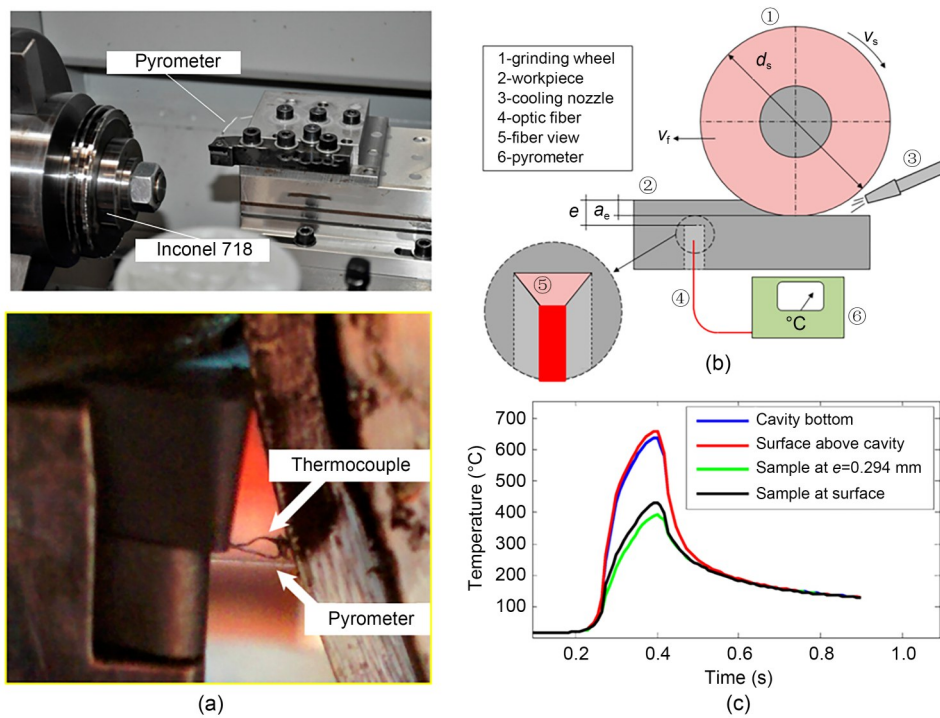 Pyrometer
Inconel 718
Thermocouple
Pyrometer
(a)
1-grinding wheel
2-workpiece
3-cooling nozzle
4-optic fiber
5-fiber view
6-pyrometer
①
vs
ds
vf
③
②
e
ae
⑤
④
°C
⑥
(b)
Temperature (°C)
700
600
500
400
300
200
100
Cavity bottom
Surface above cavity
Sample at e=0.294 mm
Sample at surface
0.2 0.4 0.6 0.8 1.0
Time (s)
(c)